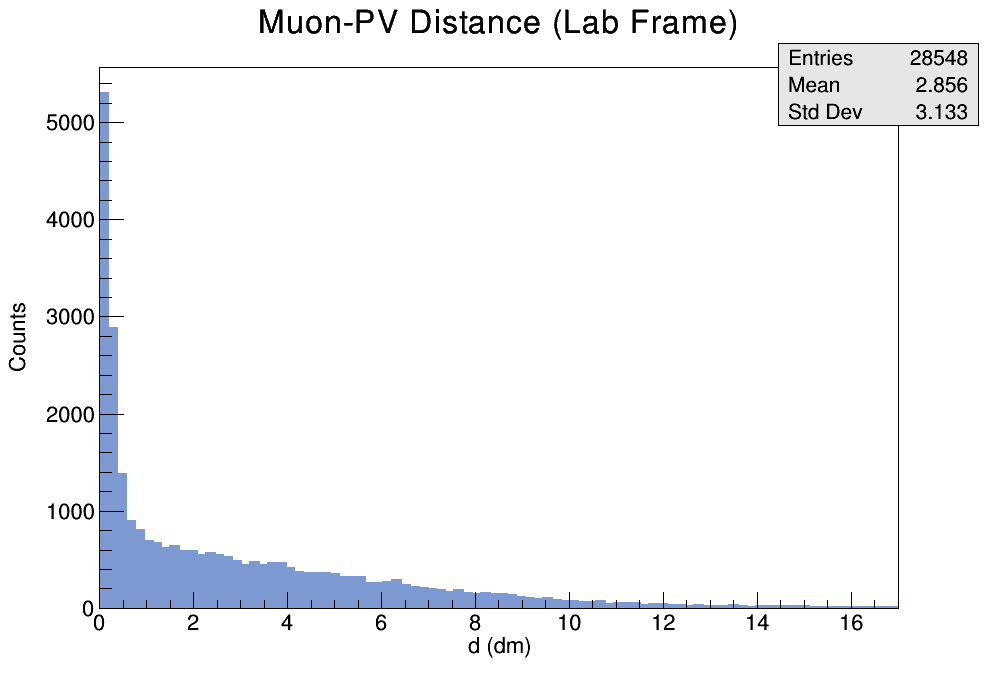 Muon-PV Distance (Lab Frame)
Entries 28548
Mean 2.856
Std Dev 3.133
5000
4000
3000
2000
1000
0
Counts
0 2 4 6 8 10 12 14 16
d (dm)